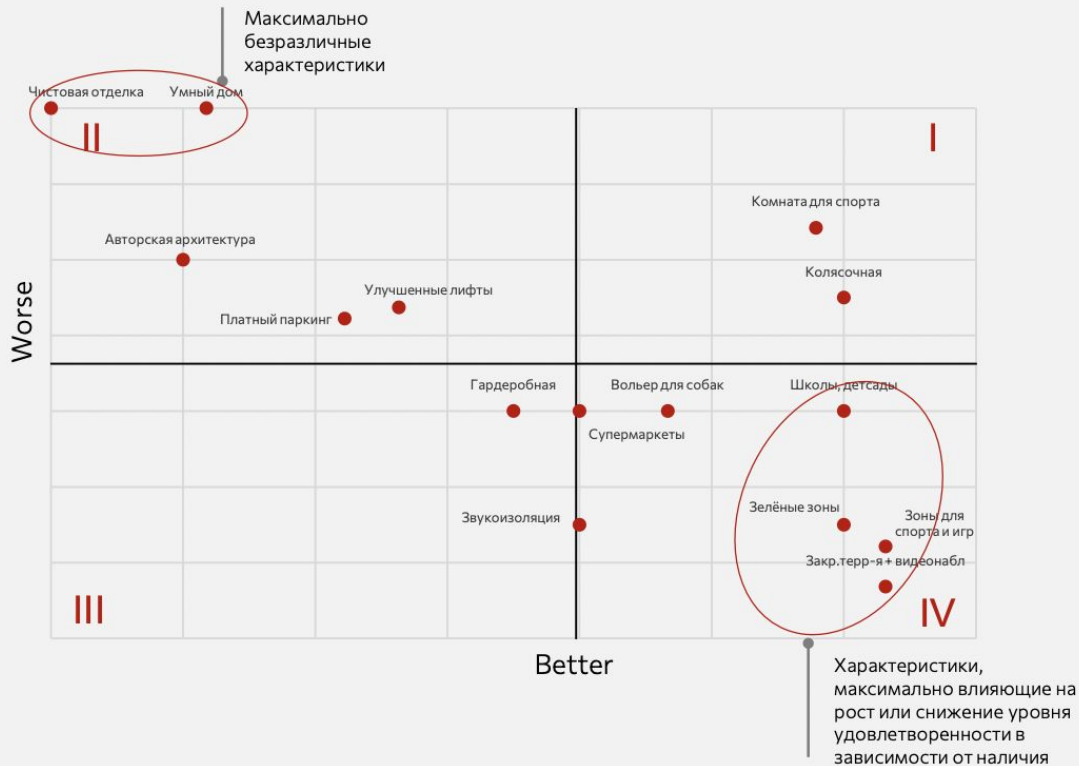 Максимально
безразличные
характеристики
Чистовая отделка
Умный дом
II
I
Комната для спорта
Авторская архитектура
Колясочная
Улучшенные лифты
Платный паркинг
Worse
Гардеробная
Вольер для собак
Школы, детсады
Супермаркеты
Зелёные зоны
Зоны для
спорта и игр
Звукоизоляция
Закр.терр-я + видеонабл
III
IV
Better
Характеристики,
максимально влияющие на
рост или снижение уровня
удовлетворенности в
зависимости от наличия